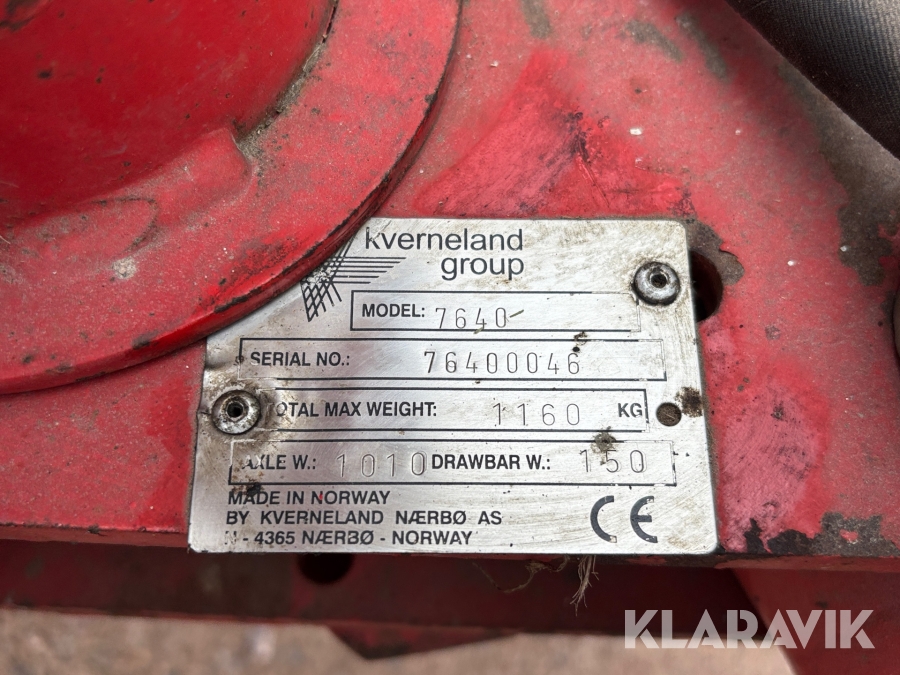 kverneland
group
MODEL: 7640
SERIAL NO.: 76400046
TOTAL MAX WEIGHT: 1160 KG
AXLE W.: 1010 DRAWBAR W.: 150
MADE IN NORWAY
BY KVERNELAND NÆRBØ AS
N - 4365 NÆRBØ - NORWAY
CE
KLARAVIK